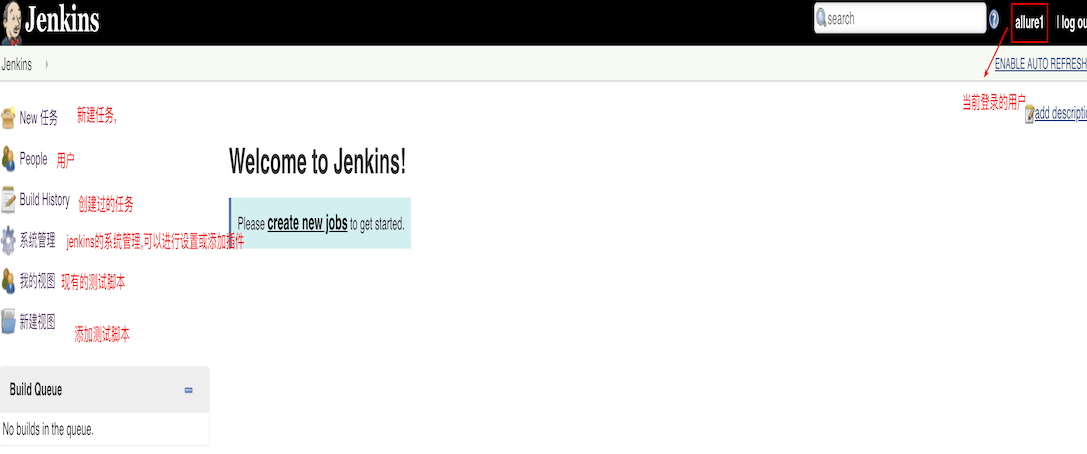 Jenkins
search
allure1
| log ou
Jenkins
ENABLE AUTO REFRESH
当前登录的用户
add descriptio
New 任务 新建任务,
People 用户
Build History 创建过的任务
系统管理 jenkins的系统管理,可以进行设置或添加插件
我的视图 现有的测试脚本
新建视图 添加测试脚本
Welcome to Jenkins!
Please create new jobs to get started.
Build Queue
No builds in the queue.